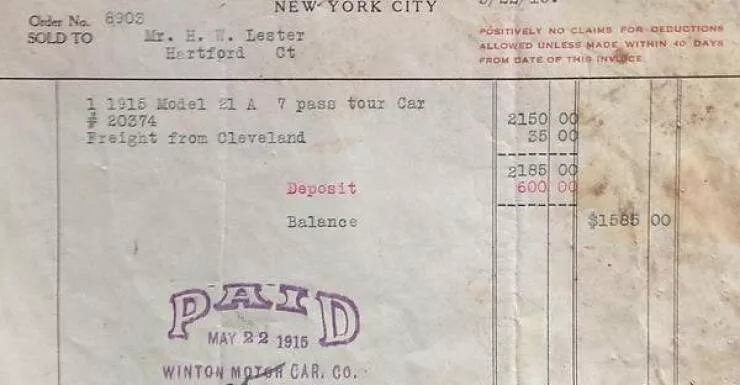 NEW YORK CITY
Order No. 8903
SOLD TO Mr. H. W. Lester
Hartford Ct
POSITIVELY NO CLAIMS FOR DEDUCTIONS
ALLOWED UNLESS MADE WITHIN 40 DAYS
FROM DATE OF THIS INVOICE
1 1915 Model 21 A 7 pass tour Car 2150 00
# 20374
Freight from Cleveland 35 00
2185 00
Deposit 600 00
Balance $1585 00
PAID
MAY 22 1915
WINTON MOTOR CAR. CO.